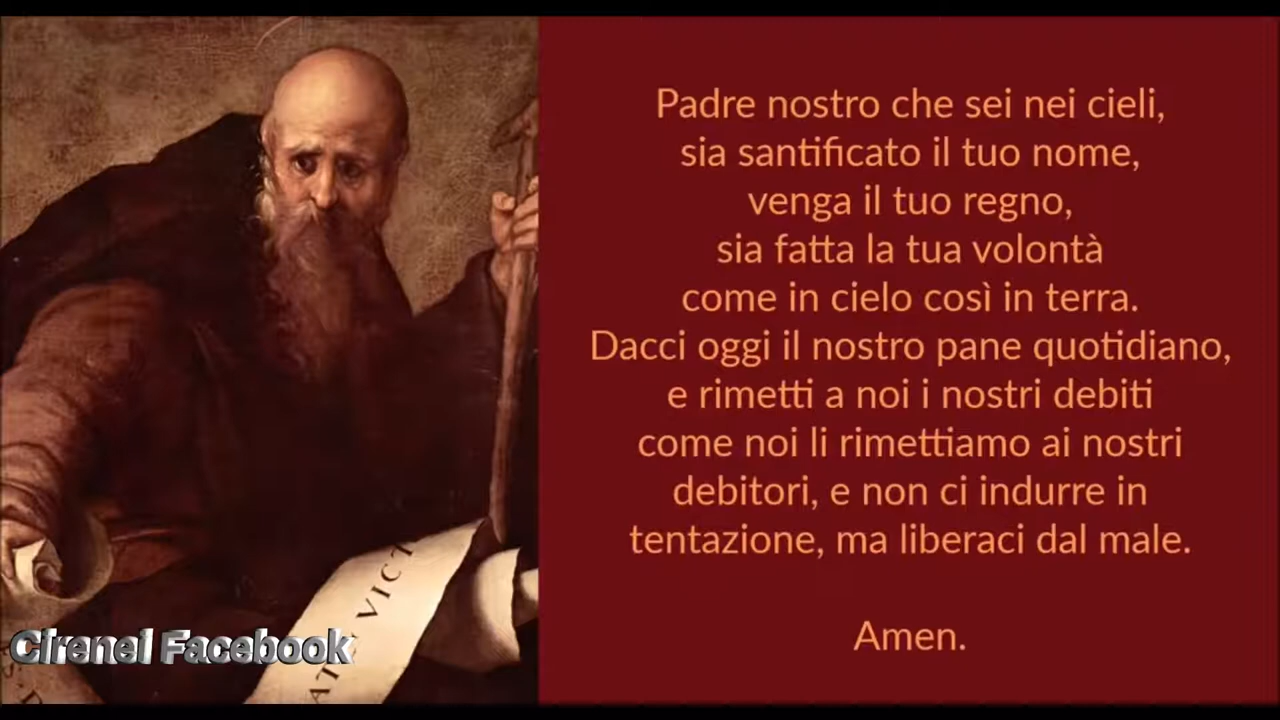 Padre nostro che sei nei cieli,
sia santificato il tuo nome,
venga il tuo regno,
sia fatta la tua volontà
come in cielo così in terra.
Dacci oggi il nostro pane quotidiano,
e rimetti a noi i nostri debiti
come noi li rimettiamo ai nostri
debitori, e non ci indurre in
tentazione, ma liberaci dal male.
Amen.
VICT
Cirenei Facebook